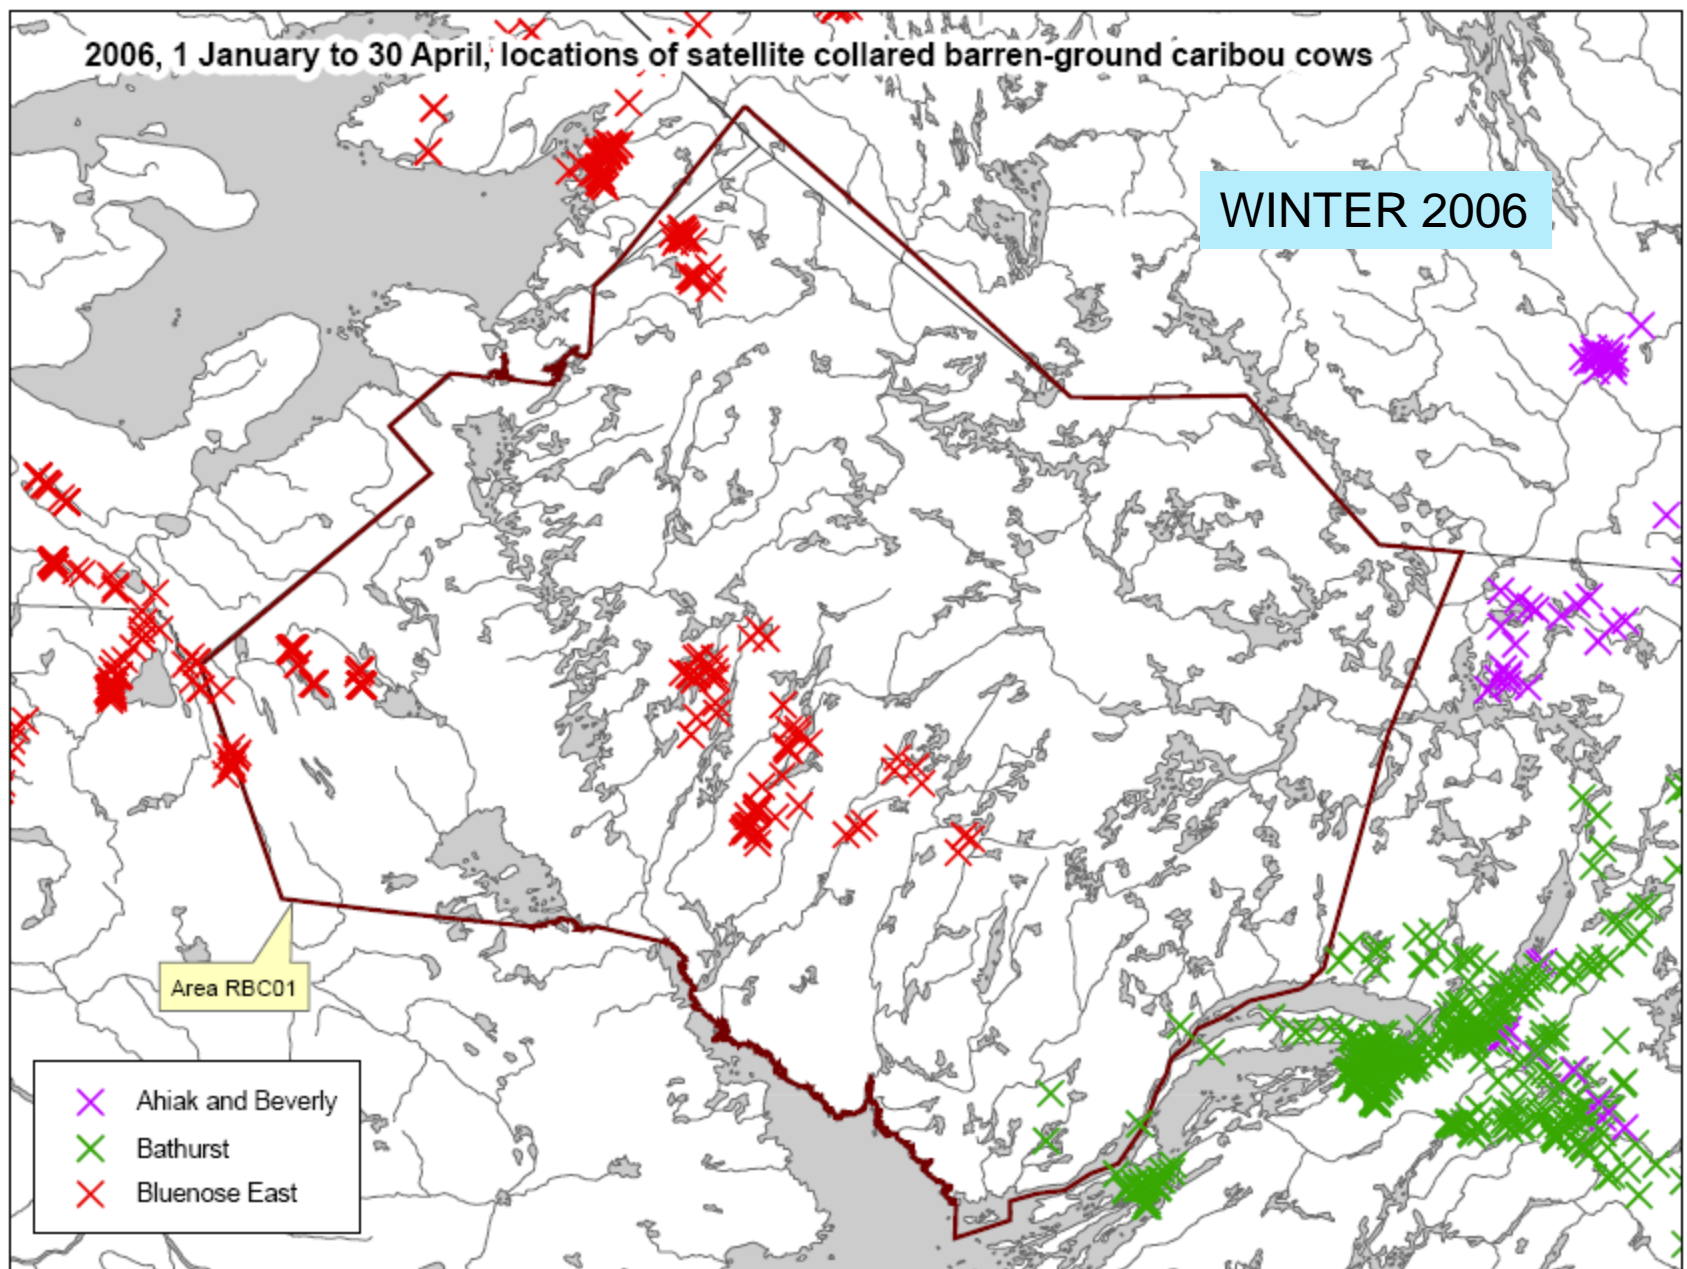 2006, 1 January to 30 April, locations of satellite collared barren-ground caribou cows
WINTER 2006
Area RBC01
Ahiak and Beverly
Bathurst
Bluenose East